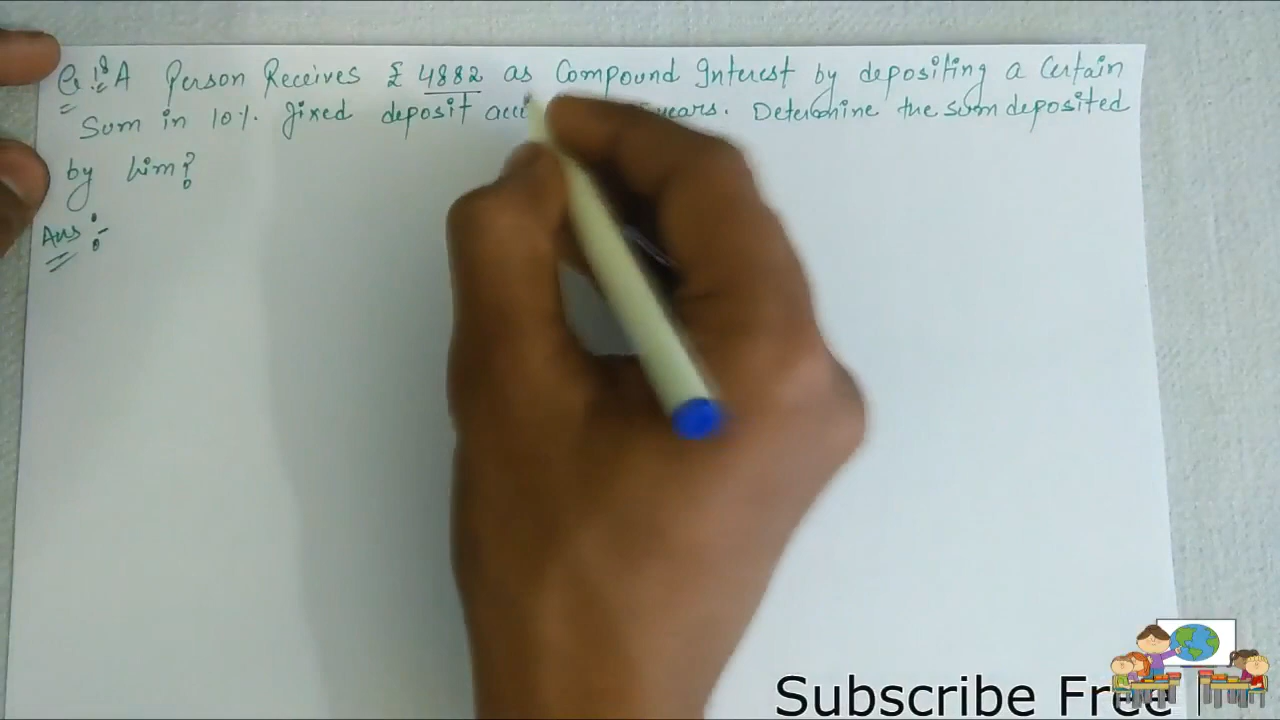 Q.18 A Person Receives ₹ 4882 as Compound Interest by depositing a Certain
Sum in 10% fixed deposit years. Determine the sum deposited
by him?
Ans :-
Subscribe Free